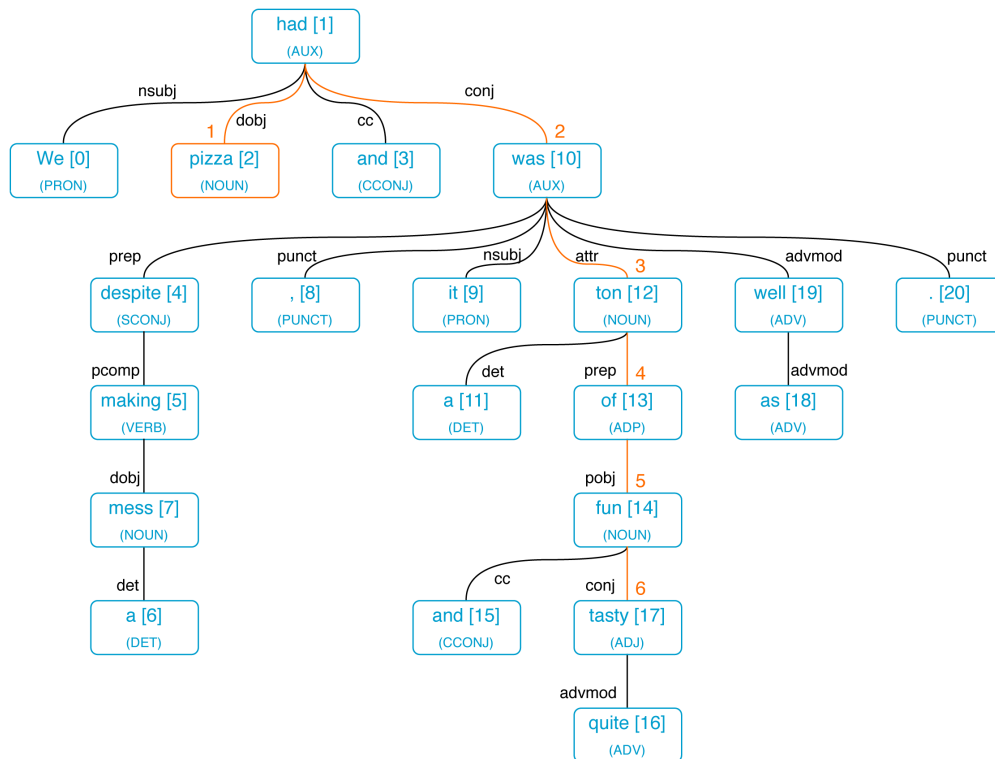 had [1]
(AUX)
nsubj
1
dobj
cc
conj
2
We [0]
(PRON)
pizza [2]
(NOUN)
and [3]
(CCONJ)
was [10]
(AUX)
prep
punct
nsubj
attr
3
advmod
punct
despite [4]
(SCONJ)
, [8]
(PUNCT)
it [9]
(PRON)
ton [12]
(NOUN)
well [19]
(ADV)
. [20]
(PUNCT)
pcomp
det
prep
4
advmod
making [5]
(VERB)
a [11]
(DET)
of [13]
(ADP)
as [18]
(ADV)
dobj
pobj
5
mess [7]
(NOUN)
fun [14]
(NOUN)
det
cc
conj
6
a [6]
(DET)
and [15]
(CCONJ)
tasty [17]
(ADJ)
advmod
quite [16]
(ADV)